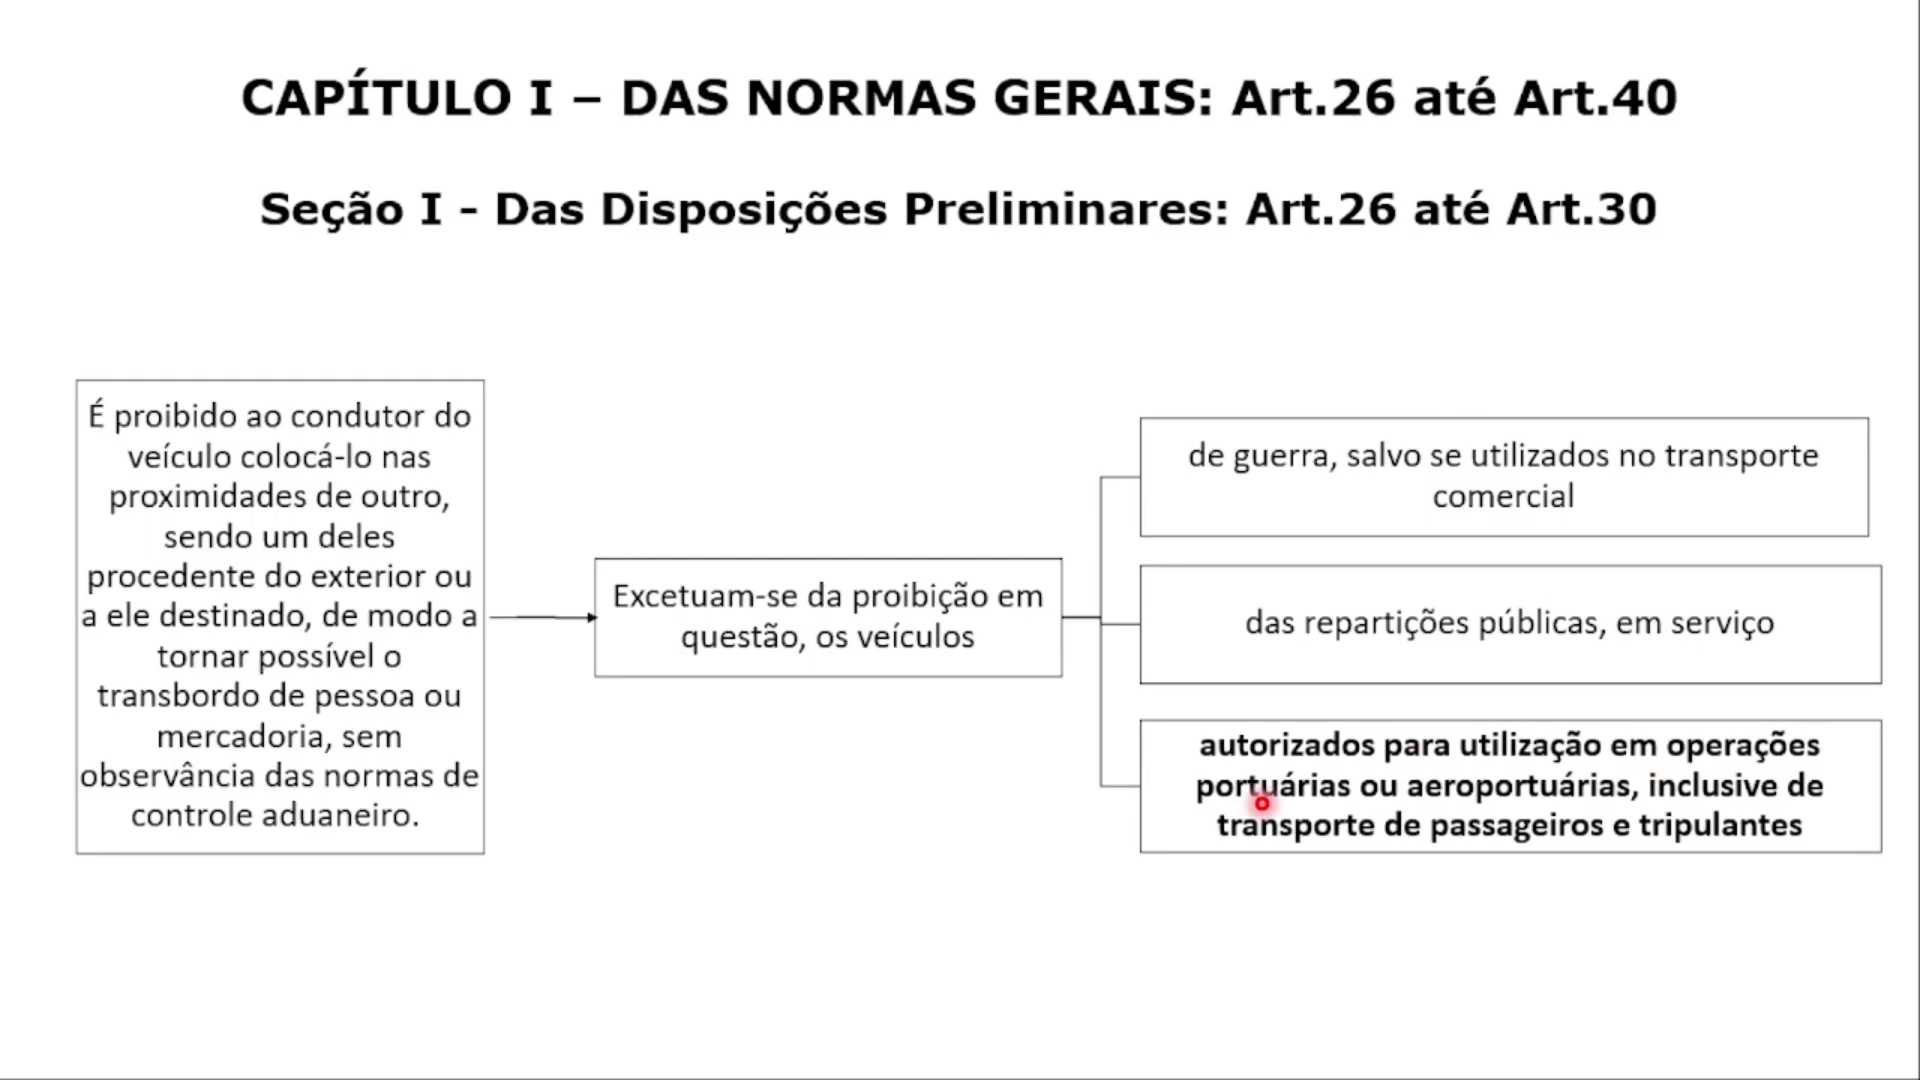 CAPÍTULO I – DAS NORMAS GERAIS: Art.26 até Art.40
Seção I - Das Disposições Preliminares: Art.26 até Art.30
É proibido ao condutor do
veículo colocá-lo nas
proximidades de outro,
sendo um deles
procedente do exterior ou
a ele destinado, de modo a
tornar possível o
transbordo de pessoa ou
mercadoria, sem
observância das normas de
controle aduaneiro.
Excetuam-se da proibição em
questão, os veículos
de guerra, salvo se utilizados no transporte
comercial
das repartições públicas, em serviço
autorizados para utilização em operações
portuárias ou aeroportuárias, inclusive de
transporte de passageiros e tripulantes